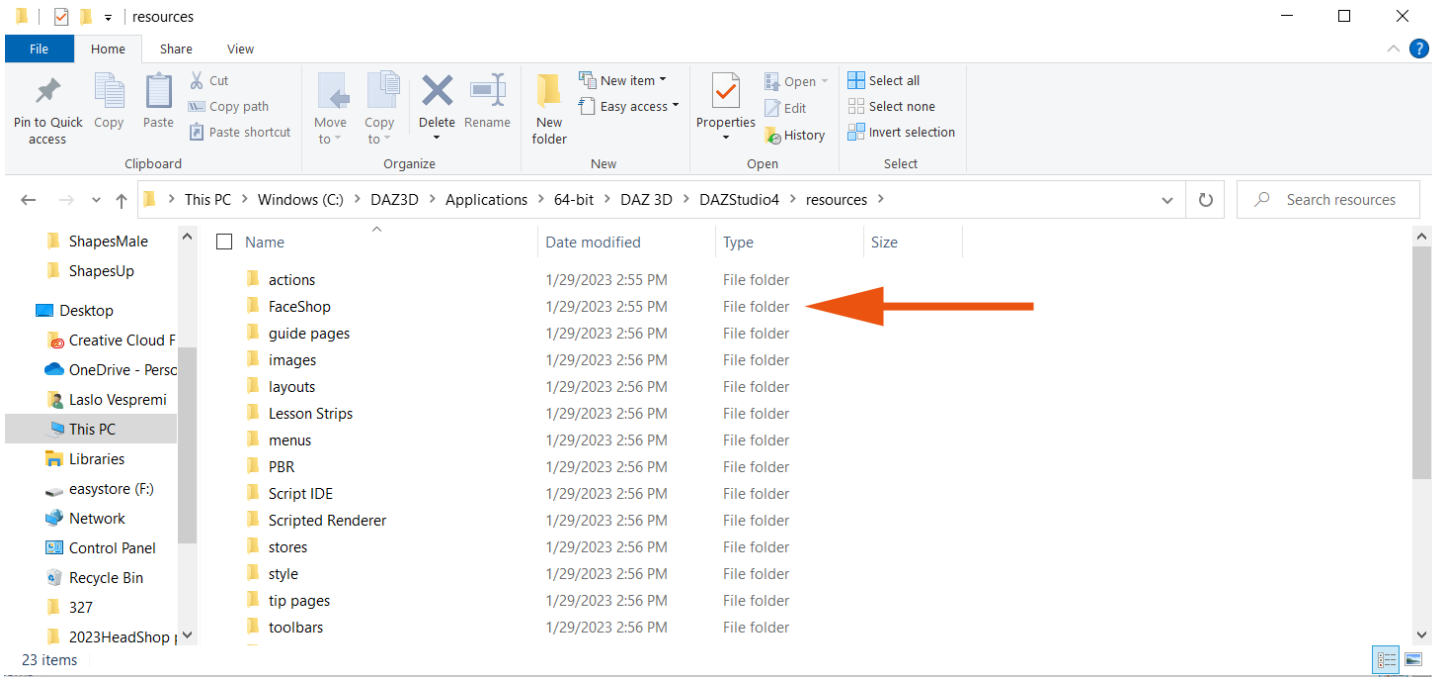 resources
File Home Share View
Pin to Quick access
Copy
Paste
Cut
Copy path
Paste shortcut
Clipboard
Move to
Copy to
Delete
Rename
Organize
New folder
New item
Easy access
New
Properties
Open
Edit
History
Open
Select all
Select none
Invert selection
Select
This PC > Windows (C:) > DAZ3D > Applications > 64-bit > DAZ 3D > DAZStudio4 > resources >
Search resources
ShapesMale
ShapesUp
Desktop
Creative Cloud F
OneDrive - Perso
Laslo Vespremi
This PC
Libraries
easystore (F:)
Network
Control Panel
Recycle Bin
327
2023HeadShop
Name Date modified Type Size
actions 1/29/2023 2:55 PM File folder
FaceShop 1/29/2023 2:55 PM File folder
guide pages 1/29/2023 2:56 PM File folder
images 1/29/2023 2:56 PM File folder
layouts 1/29/2023 2:56 PM File folder
Lesson Strips 1/29/2023 2:56 PM File folder
menus 1/29/2023 2:56 PM File folder
PBR 1/29/2023 2:56 PM File folder
Script IDE 1/29/2023 2:56 PM File folder
Scripted Renderer 1/29/2023 2:56 PM File folder
stores 1/29/2023 2:56 PM File folder
style 1/29/2023 2:56 PM File folder
tip pages 1/29/2023 2:56 PM File folder
toolbars 1/29/2023 2:56 PM File folder
23 items